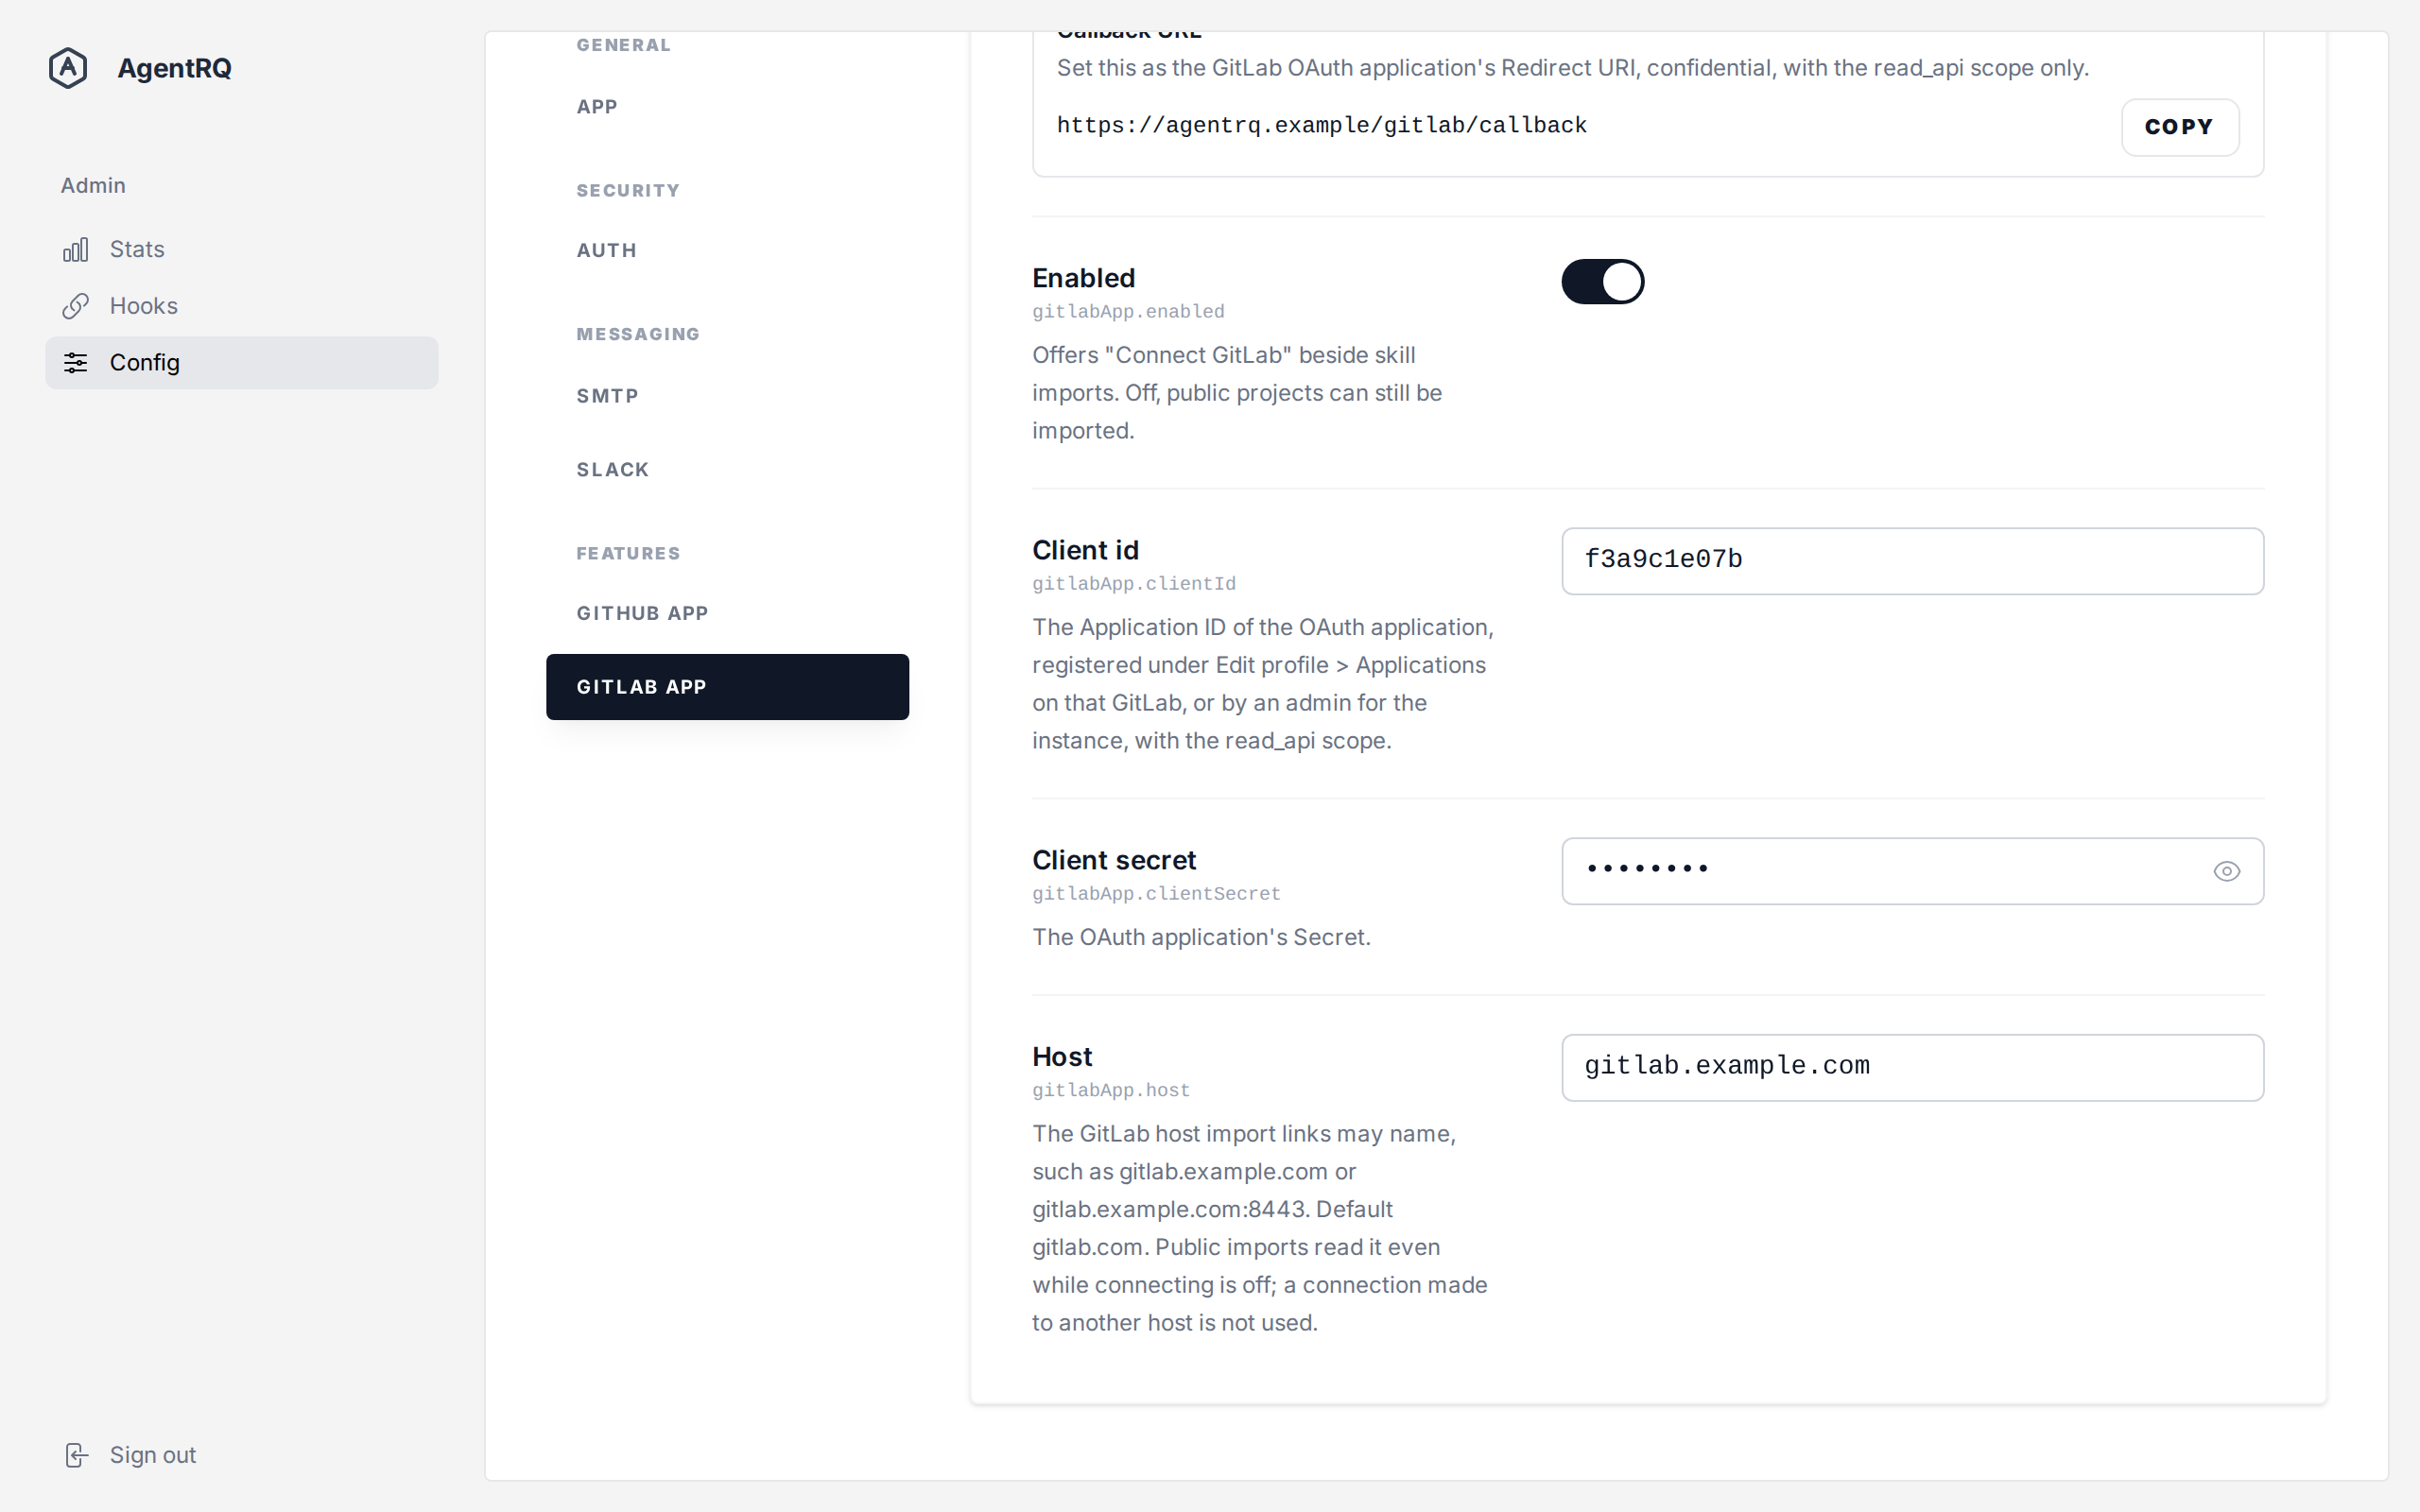 AgentRQ
Admin
Stats
Hooks
Config
Sign out
GENERAL
APP
SECURITY
AUTH
MESSAGING
SMTP
SLACK
FEATURES
GITHUB APP
GITLAB APP
Callback URL
Set this as the GitLab OAuth application's Redirect URI, confidential, with the read_api scope only.
https://agentrq.example/gitlab/callback
COPY
Enabled
gitlabApp.enabled
Offers "Connect GitLab" beside skill
imports. Off, public projects can still be
imported.
Client id
gitlabApp.clientId
The Application ID of the OAuth application,
registered under Edit profile > Applications
on that GitLab, or by an admin for the
instance, with the read_api scope.
f3a9c1e07b
Client secret
gitlabApp.clientSecret
The OAuth application's Secret.
••••••••
Host
gitlabApp.host
The GitLab host import links may name,
such as gitlab.example.com or
gitlab.example.com:8443. Default
gitlab.com. Public imports read it even
while connecting is off; a connection made
to another host is not used.
gitlab.example.com